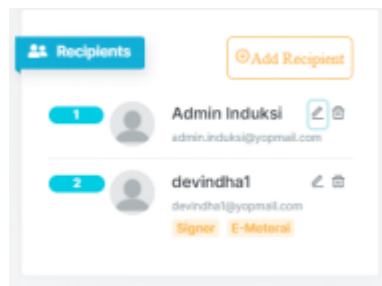 Recipients
Add Recipient
1
Admin Induksi
admin.induksi@yopmail.com
2
devindha1
devindha1@yopmail.com
Signer E-Meterai